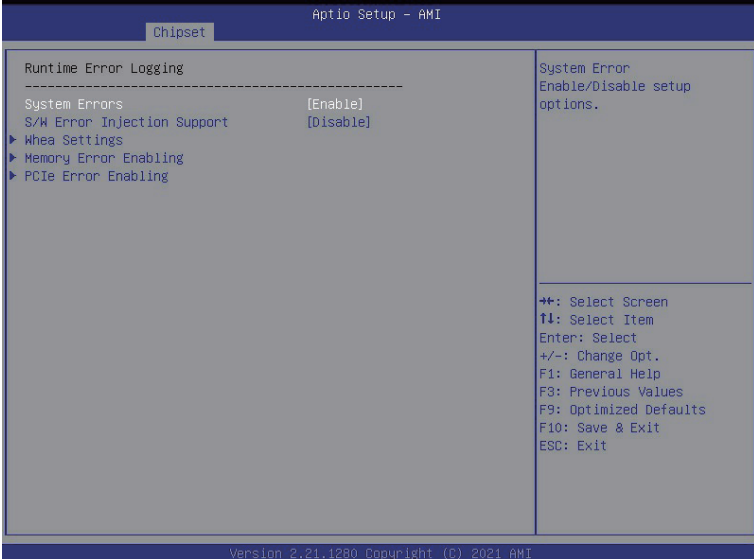 Aptio Setup – AMI
Chipset
Runtime Error Logging
--------------------------------------------------
System Errors [Enable]
S/W Error Injection Support [Disable]
▶ Whea Settings
▶ Memory Error Enabling
▶ PCIe Error Enabling
System Error
Enable/Disable setup
options.
→←: Select Screen
↑↓: Select Item
Enter: Select
+/-: Change Opt.
F1: General Help
F3: Previous Values
F9: Optimized Defaults
F10: Save & Exit
ESC: Exit
Version 2.21.1280 Copyright (C) 2021 AMI